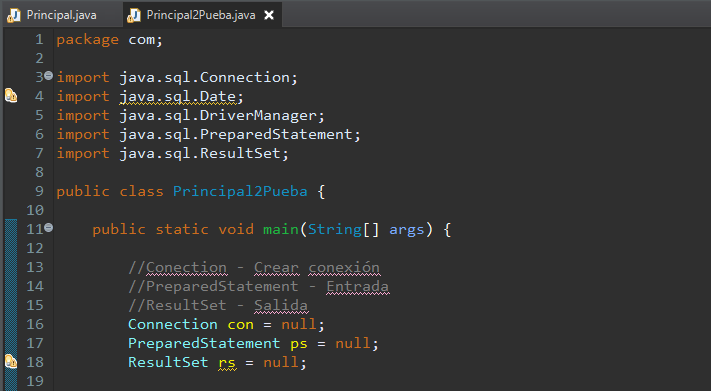 Principal.java Principal2Pueba.java
1 package com;
2
3 import java.sql.Connection;
4 import java.sql.Date;
5 import java.sql.DriverManager;
6 import java.sql.PreparedStatement;
7 import java.sql.ResultSet;
8
9 public class Principal2Pueba {
10
11 public static void main(String[] args) {
12
13 //Conection - Crear conexión
14 //PreparedStatement - Entrada
15 //ResultSet - Salida
16 Connection con = null;
17 PreparedStatement ps = null;
18 ResultSet rs = null;
19